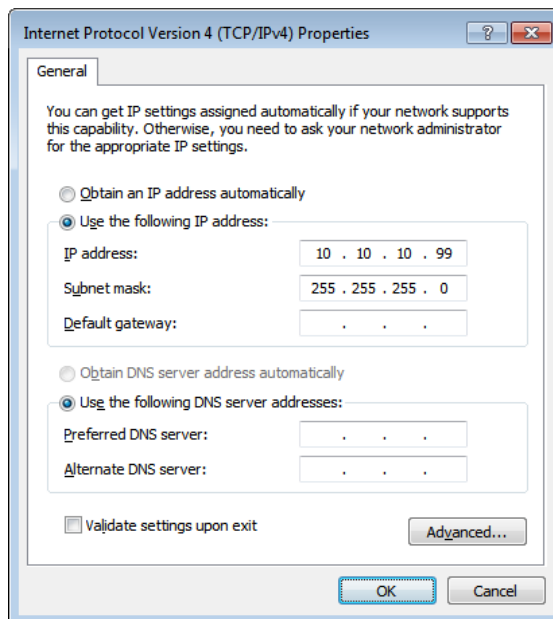 Internet Protocol Version 4 (TCP/IPv4) Properties
?
General
You can get IP settings assigned automatically if your network supports
this capability. Otherwise, you need to ask your network administrator
for the appropriate IP settings.
Obtain an IP address automatically
Use the following IP address:
IP address: 10 . 10 . 10 . 99
Subnet mask: 255 . 255 . 255 . 0
Default gateway: . . .
Obtain DNS server address automatically
Use the following DNS server addresses:
Preferred DNS server: . . .
Alternate DNS server: . . .
Validate settings upon exit
Advanced...
OK Cancel